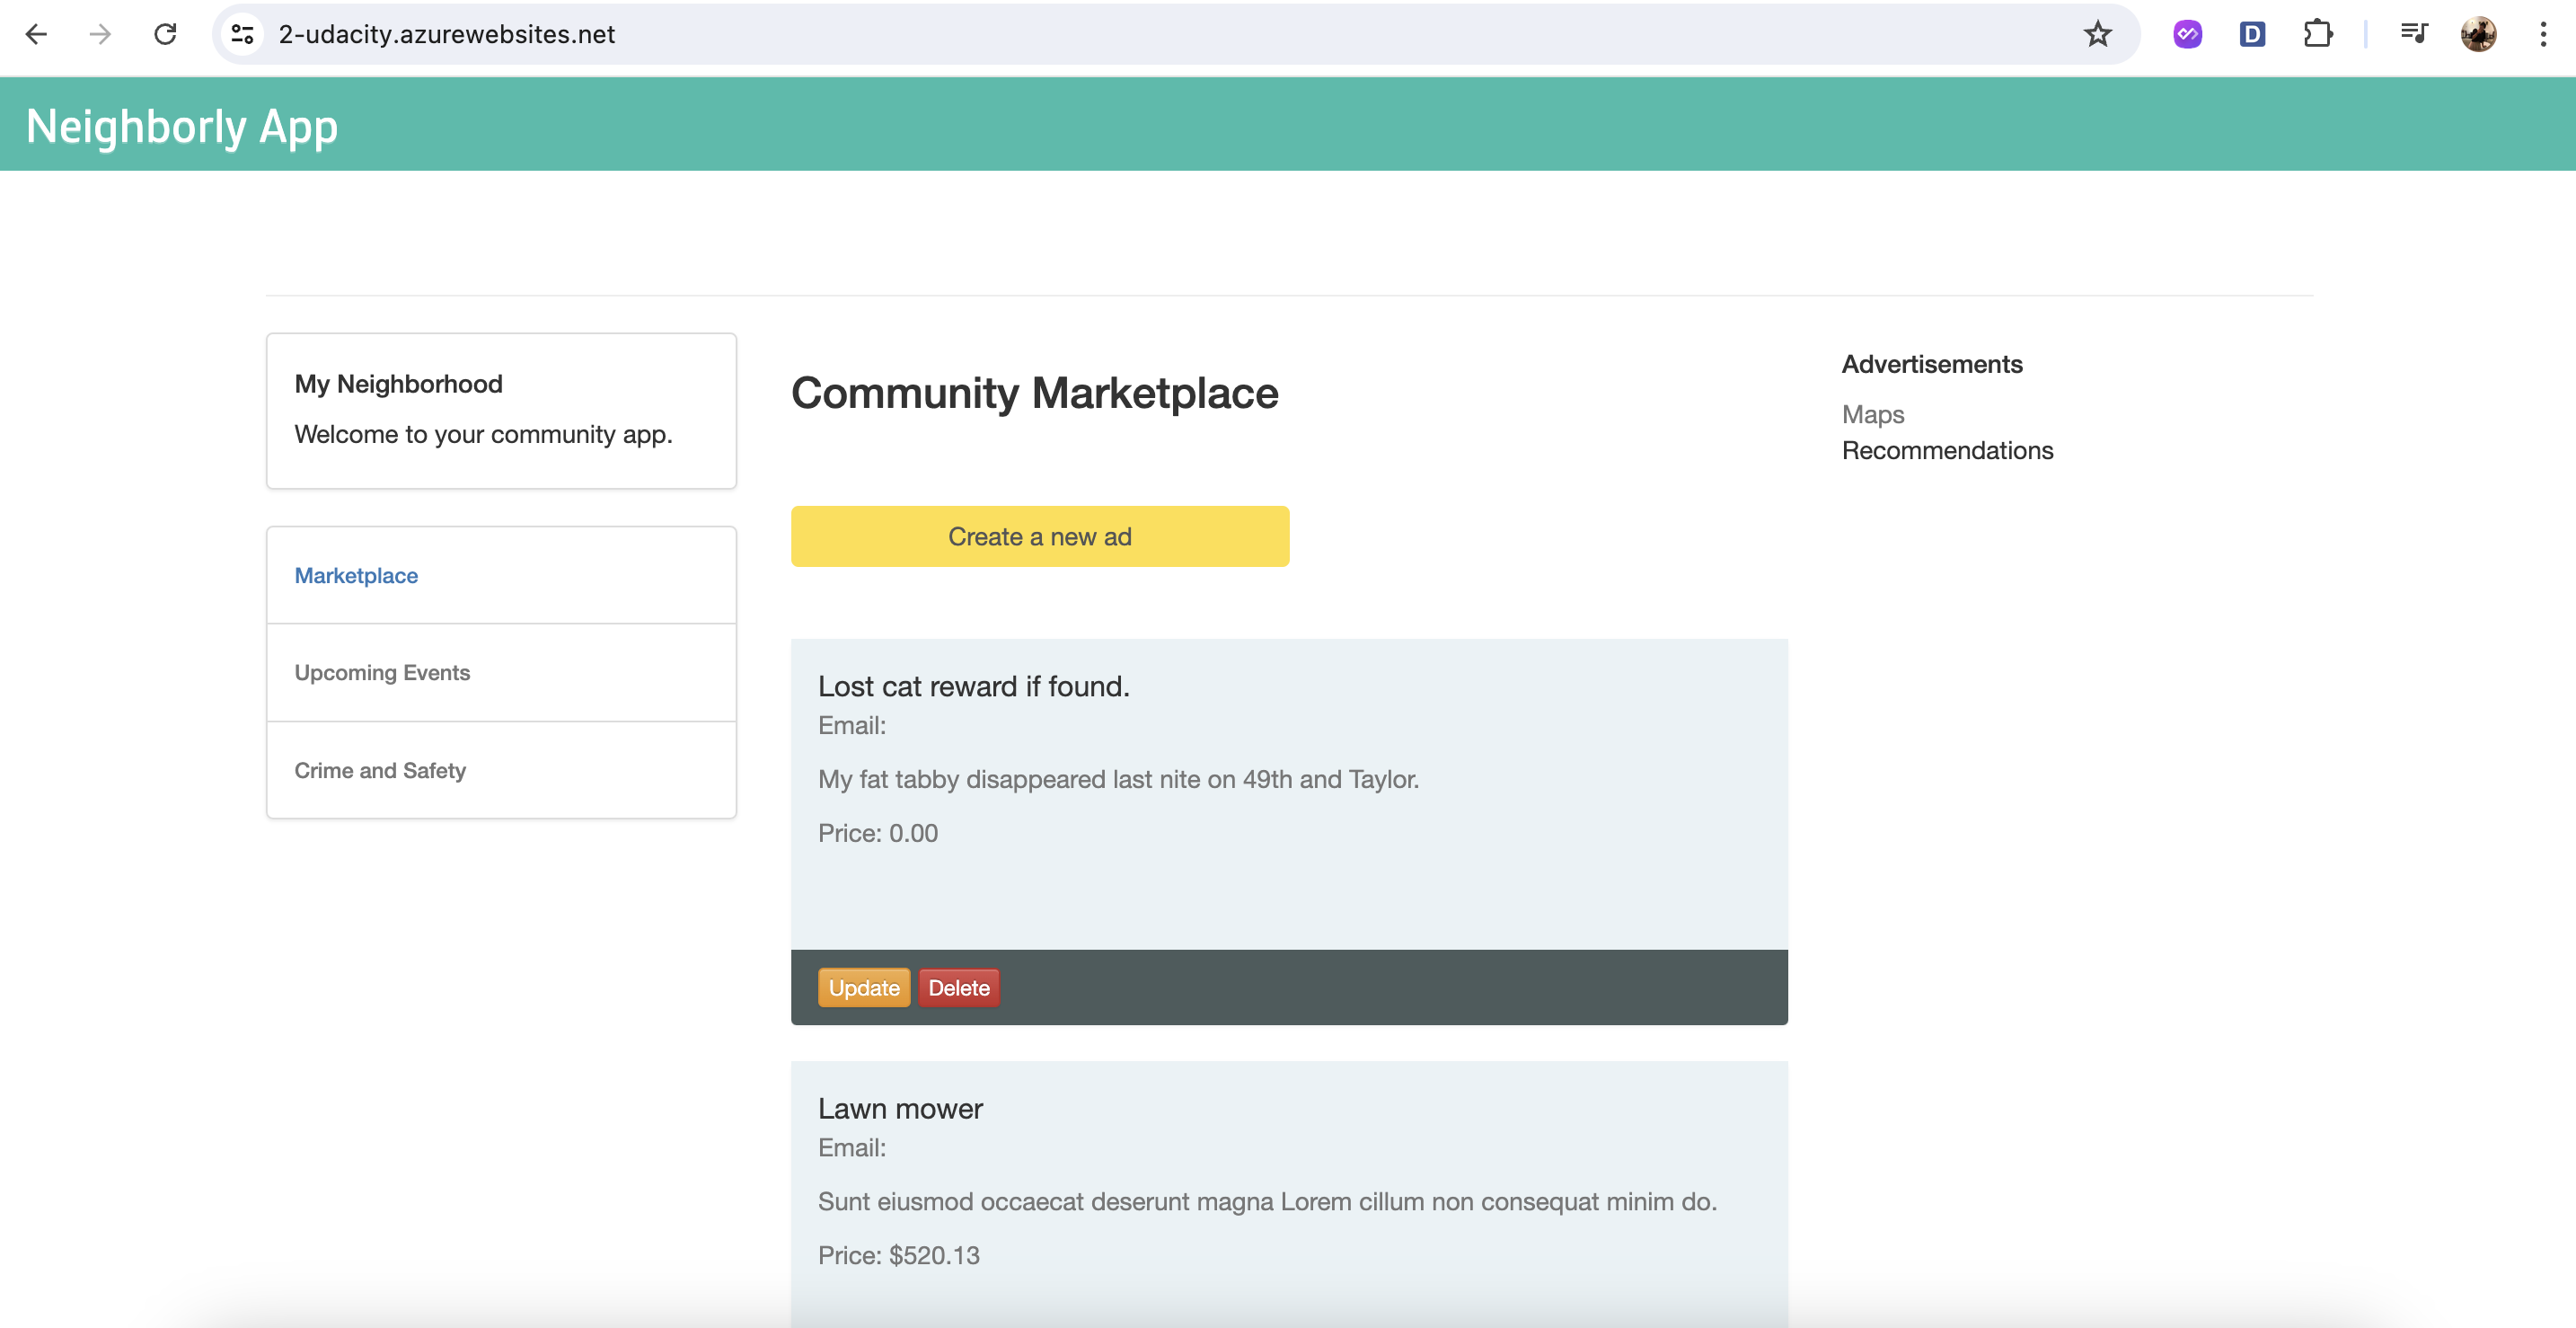 2-udacity.azurewebsites.net
D
Neighborly App
My Neighborhood
Welcome to your community app.
Marketplace
Upcoming Events
Crime and Safety
Community Marketplace
Create a new ad
Lost cat reward if found.
Email:
My fat tabby disappeared last nite on 49th and Taylor.
Price: 0.00
Update Delete
Lawn mower
Email:
Sunt eiusmod occaecat deserunt magna Lorem cillum non consequat minim do.
Price: $520.13
Advertisements
Maps
Recommendations